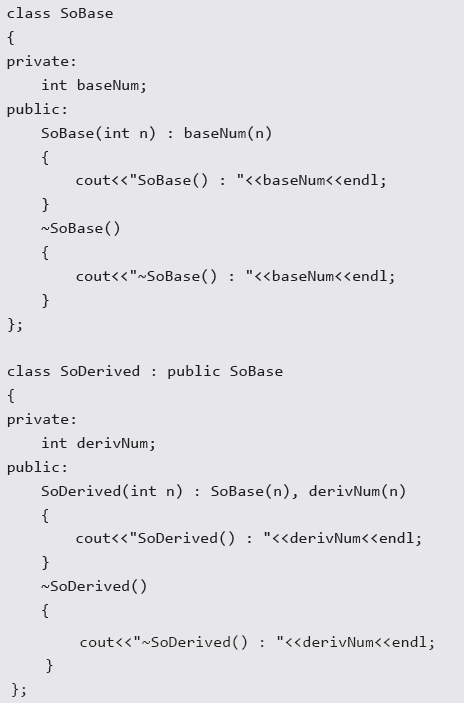 class SoBase
{
private:
    int baseNum;
public:
    SoBase(int n) : baseNum(n)
    {
        cout<<"SoBase() : "<<baseNum<<endl;
    }
    ~SoBase()
    {
        cout<<"~SoBase() : "<<baseNum<<endl;
    }
};

class SoDerived : public SoBase
{
private:
    int derivNum;
public:
    SoDerived(int n) : SoBase(n), derivNum(n)
    {
        cout<<"SoDerived() : "<<derivNum<<endl;
    }
    ~SoDerived()
    {
        cout<<"~SoDerived() : "<<derivNum<<endl;
    }
};